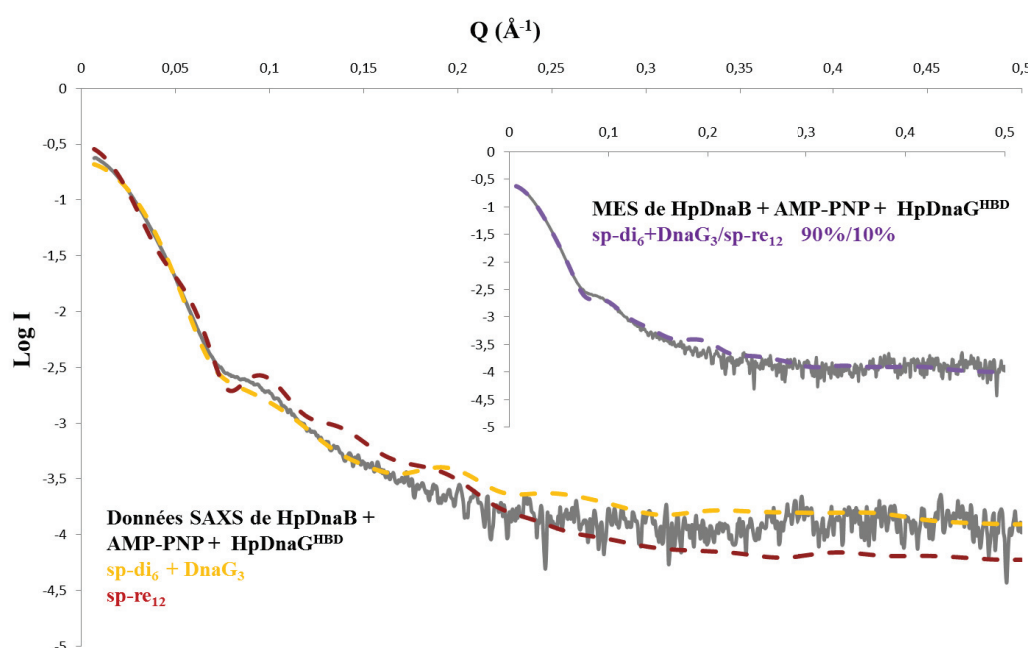 Q (Å⁻¹)
0 0,05 0,1 0,15 0,2 0,25 0,3 0,35 0,4 0,45 0,5
0
-0,5
-1
-1,5
-2
-2,5
-3
-3,5
-4
-4,5
-5
Log I
0 0,1 0,2 0,3 0,4 0,5
0
-0,5
-1
-1,5
-2
-2,5
-3
-3,5
-4
-4,5
-5
MES de HpDnaB + AMP-PNP + HpDnaGᴴᴮᴰ
sp-di₆+DnaG₃/sp-re₁₂ 90%/10%
Données SAXS de HpDnaB +
AMP-PNP + HpDnaGᴴᴮᴰ
sp-di₆ + DnaG₃
sp-re₁₂